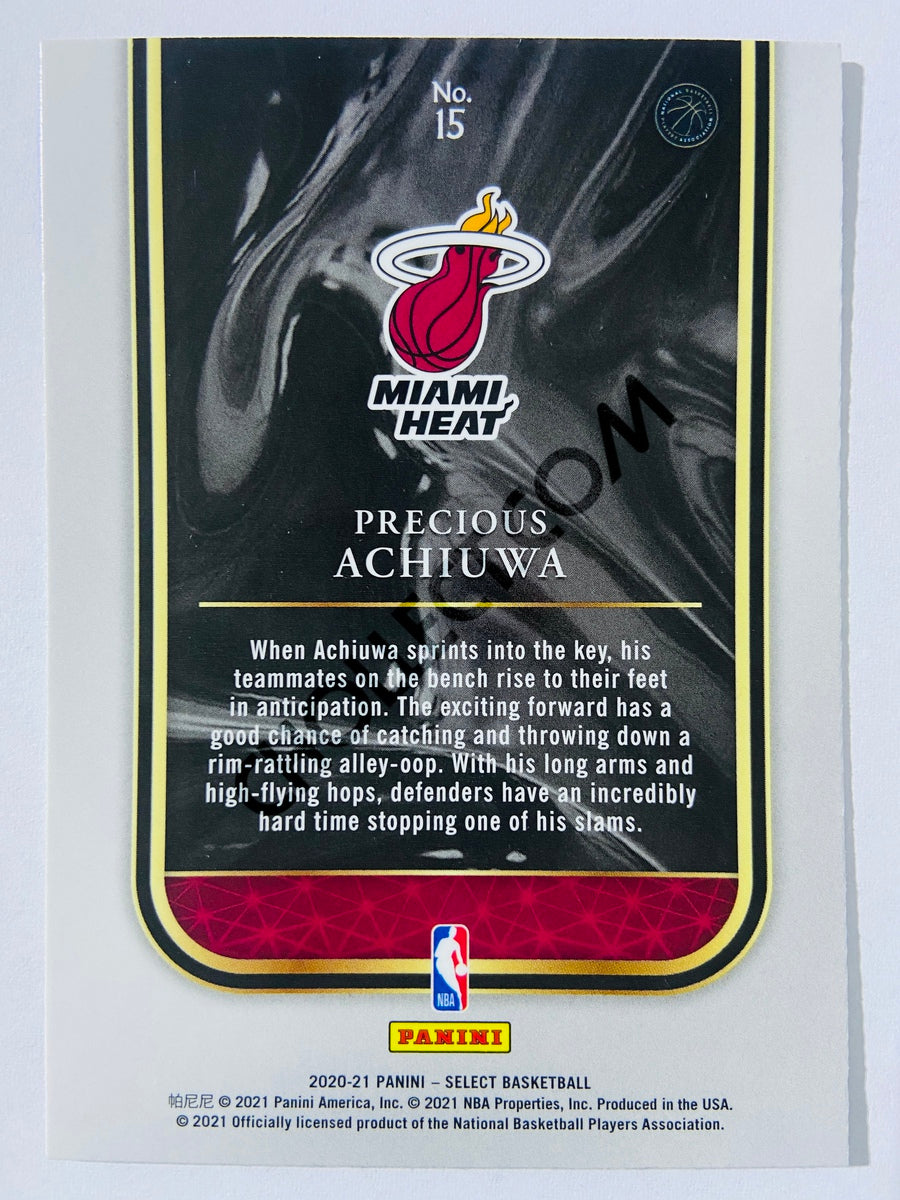 No.
15
NATIONAL BASKETBALL
PLAYERS ASSOCIATION
MIAMI
HEAT
PRECIOUS
ACHIUWA
When Achiuwa sprints into the key, his
teammates on the bench rise to their feet
in anticipation. The exciting forward has a
good chance of catching and throwing down a
rim-rattling alley-oop. With his long arms and
high-flying hops, defenders have an incredibly
hard time stopping one of his slams.
NBA
PANINI
2020-21 PANINI – SELECT BASKETBALL
帕尼尼 © 2021 Panini America, Inc. © 2021 NBA Properties, Inc. Produced in the USA.
© 2021 Officially licensed product of the National Basketball Players Association.